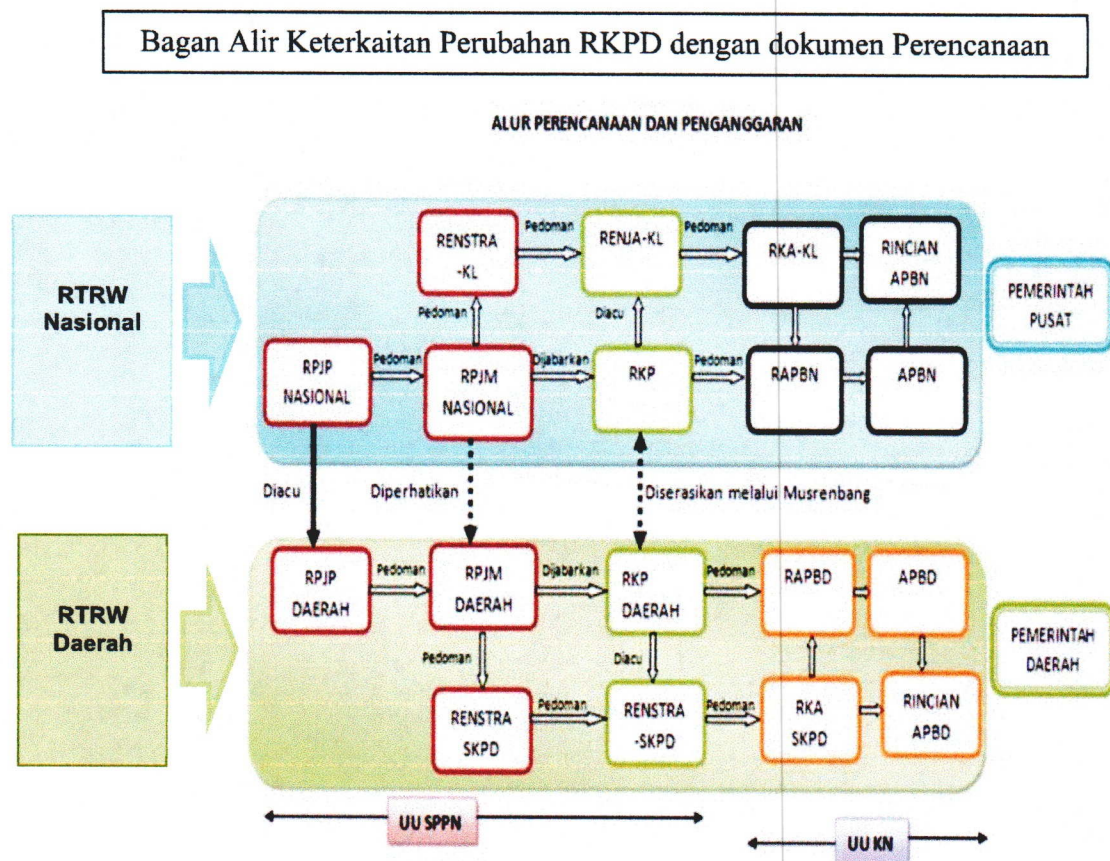 Bagan Alir Keterkaitan Perubahan RKPD dengan dokumen Perencanaan
ALUR PERENCANAAN DAN PENGANGGARAN
RTRW
Nasional
RENSTRA
-KL
Pedoman
RENJA-KL
Pedoman
RKA-KL
RINCIAN
APBN
PEMERINTAH
PUSAT
Pedoman
Diacu
RPJP
NASIONAL
Pedoman
RPJM
NASIONAL
Dijabarkan
RKP
Pedoman
RAPBN
APBN
Diacu
Diperhatikan
Diserasikan melalui Musrenbang
RTRW
Daerah
RPJP
DAERAH
Pedoman
RPJM
DAERAH
Dijabarkan
RKP
DAERAH
Pedoman
RAPBD
APBD
PEMERINTAH
DAERAH
Pedoman
Diacu
RENSTRA
SKPD
Pedoman
RENSTRA
-SKPD
Pedoman
RKA
SKPD
RINCIAN
APBD
UU SPPN
UU KN